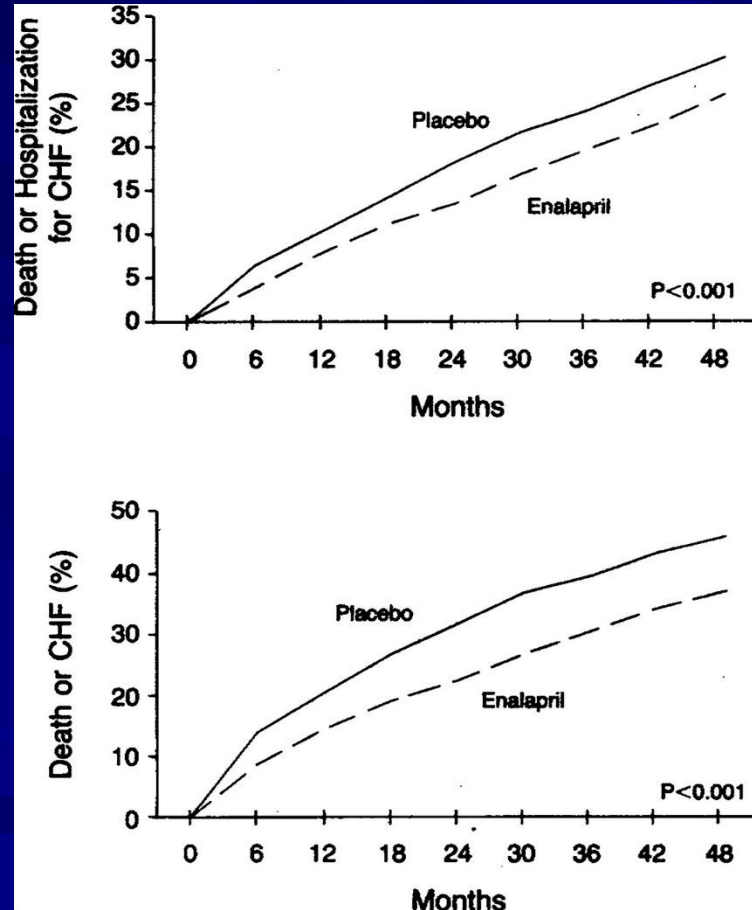 Death or Hospitalization
for CHF (%)
35
30
25
20
15
10
5
0
Placebo
Enalapril
P<0.001
0 6 12 18 24 30 36 42 48
Months
Death or CHF (%)
50
40
30
20
10
0
Placebo
Enalapril
P<0.001
0 6 12 18 24 30 36 42 48
Months